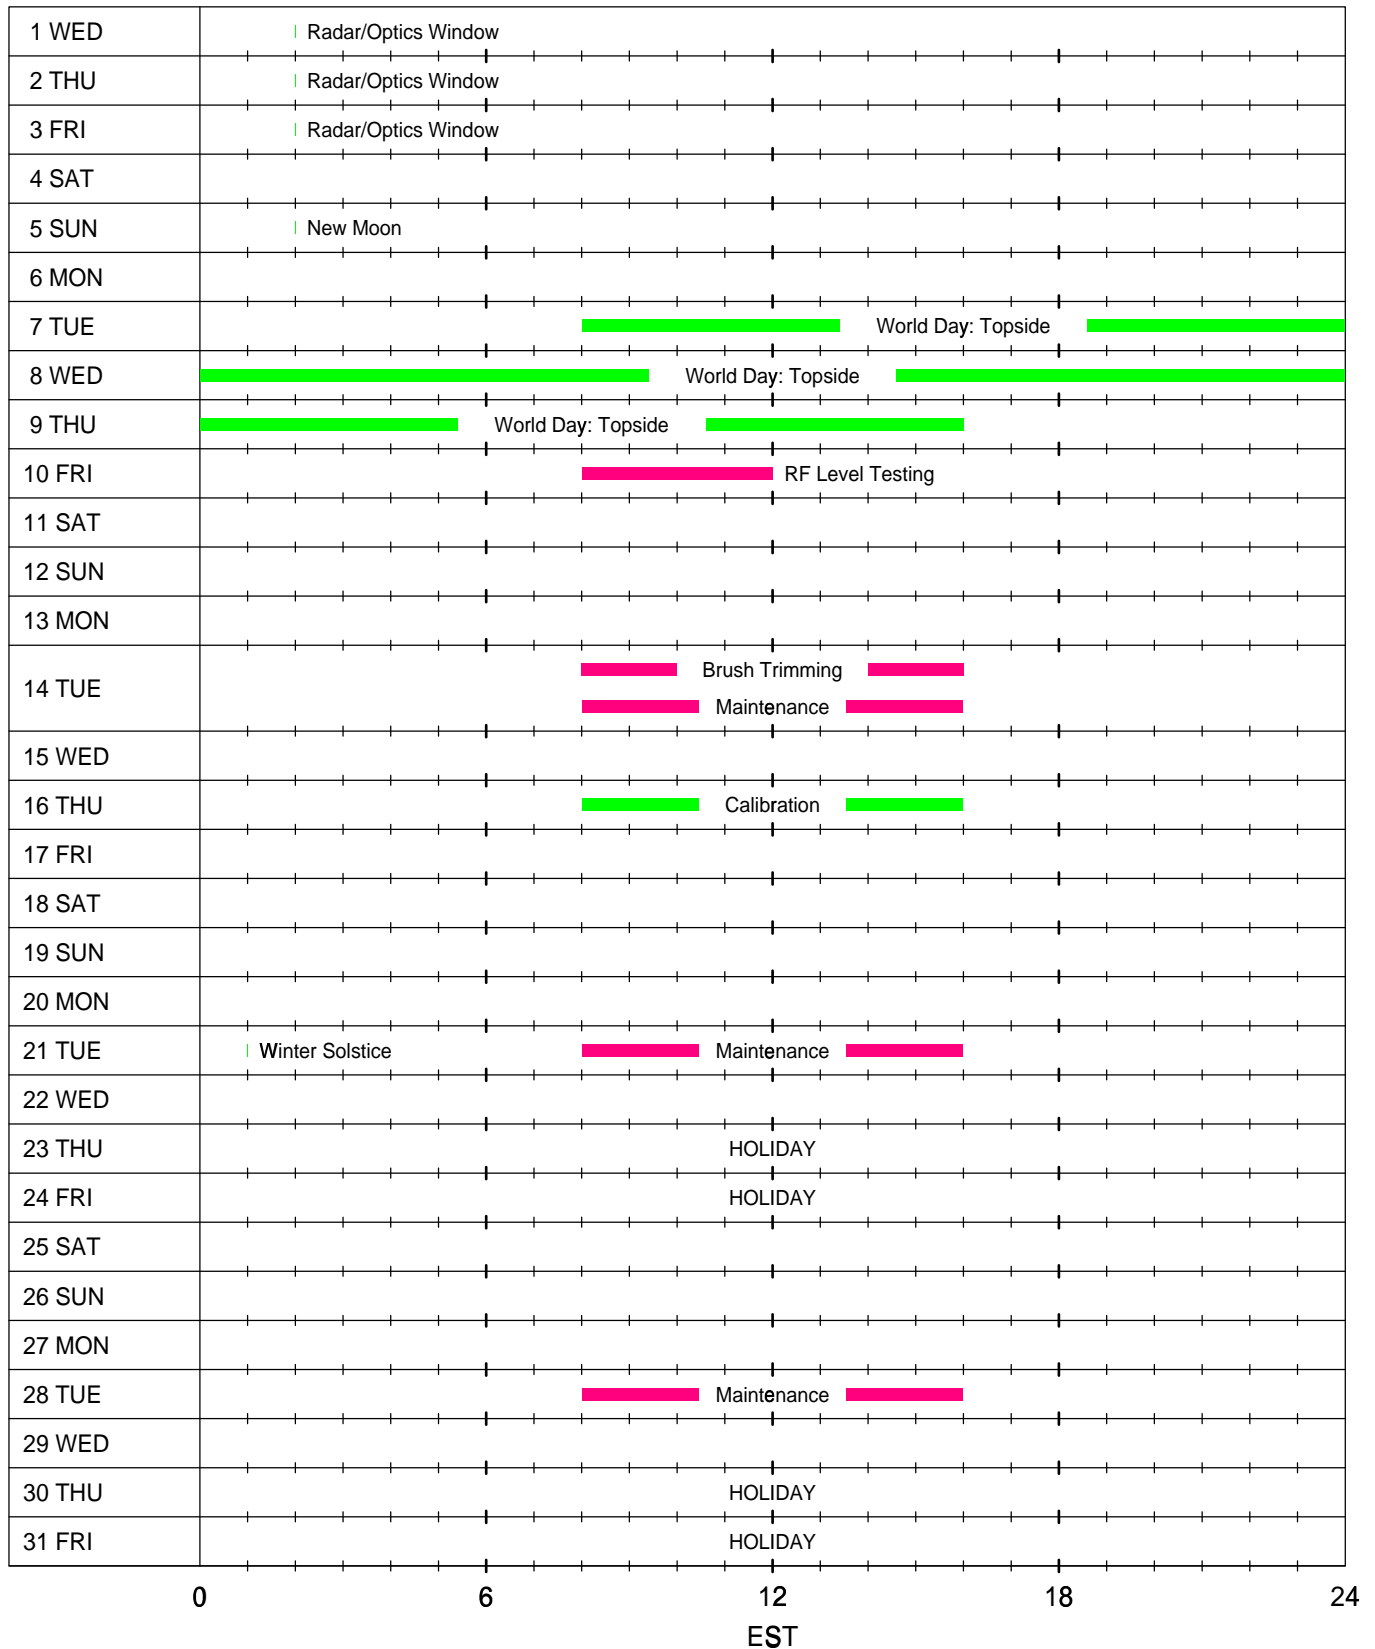 1 WED Radar/Optics Window
2 THU Radar/Optics Window
3 FRI Radar/Optics Window
4 SAT
5 SUN New Moon
6 MON
7 TUE World Day: Topside
8 WED World Day: Topside
9 THU World Day: Topside
10 FRI RF Level Testing
11 SAT
12 SUN
13 MON
14 TUE Brush Trimming
Maintenance
15 WED
16 THU Calibration
17 FRI
18 SAT
19 SUN
20 MON
21 TUE Winter Solstice Maintenance
22 WED
23 THU HOLIDAY
24 FRI HOLIDAY
25 SAT
26 SUN
27 MON
28 TUE Maintenance
29 WED
30 THU HOLIDAY
31 FRI HOLIDAY
0 6 12 18 24
EST